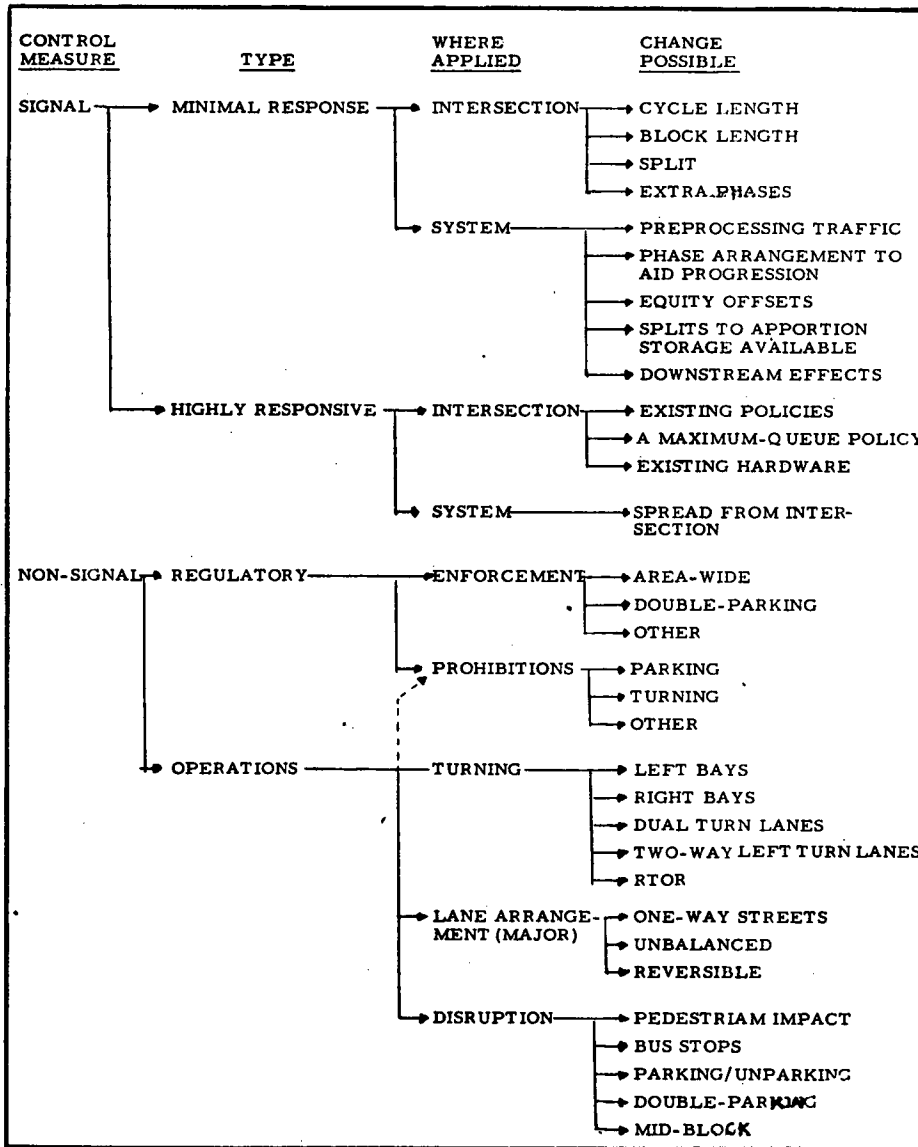 CONTROL MEASURE TYPE WHERE APPLIED CHANGE POSSIBLE
SIGNAL MINIMAL RESPONSE INTERSECTION CYCLE LENGTH
BLOCK LENGTH
SPLIT
EXTRA PHASES
SYSTEM PREPROCESSING TRAFFIC
PHASE ARRANGEMENT TO
AID PROGRESSION
EQUITY OFFSETS
SPLITS TO APPORTION
STORAGE AVAILABLE
DOWNSTREAM EFFECTS
HIGHLY RESPONSIVE INTERSECTION EXISTING POLICIES
A MAXIMUM-QUEUE POLICY
EXISTING HARDWARE
SYSTEM SPREAD FROM INTER-
SECTION
NON-SIGNAL REGULATORY ENFORCEMENT AREA-WIDE
DOUBLE-PARKING
OTHER
PROHIBITIONS PARKING
TURNING
OTHER
OPERATIONS TURNING LEFT BAYS
RIGHT BAYS
DUAL TURN LANES
TWO-WAY LEFT TURN LANES
RTOR
LANE ARRANGE- ONE-WAY STREETS
MENT (MAJOR) UNBALANCED
REVERSIBLE
DISRUPTION PEDESTRIAM IMPACT
BUS STOPS
PARKING/UNPARKING
DOUBLE-PARKING
MID-BLOCK